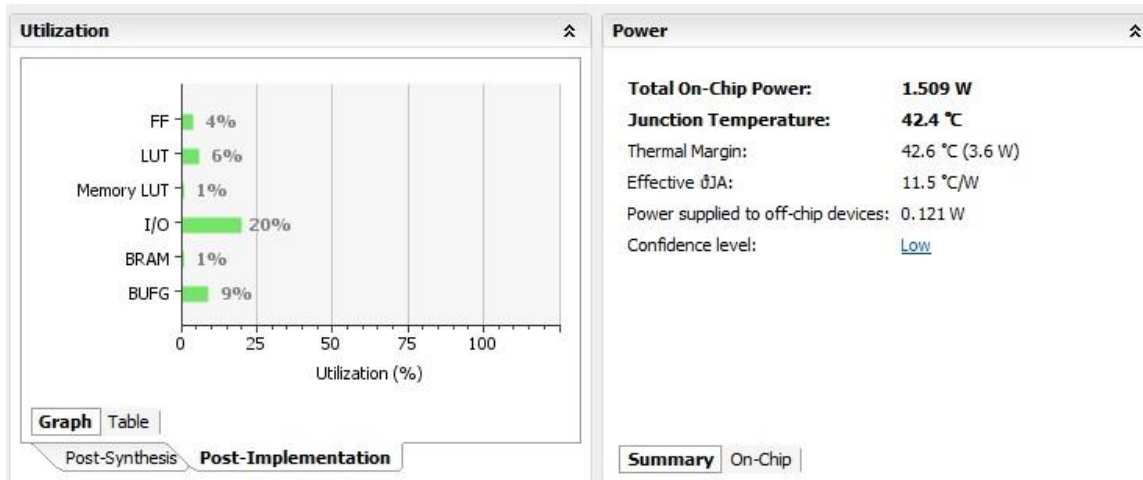 Utilization
FF 4%
LUT 6%
Memory LUT 1%
I/O 20%
BRAM 1%
BUFG 9%
0 25 50 75 100
Utilization (%)
Graph Table
Post-Synthesis Post-Implementation
Power
Total On-Chip Power: 1.509 W
Junction Temperature: 42.4 °C
Thermal Margin: 42.6 °C (3.6 W)
Effective ϑJA: 11.5 °C/W
Power supplied to off-chip devices: 0.121 W
Confidence level: Low
Summary On-Chip